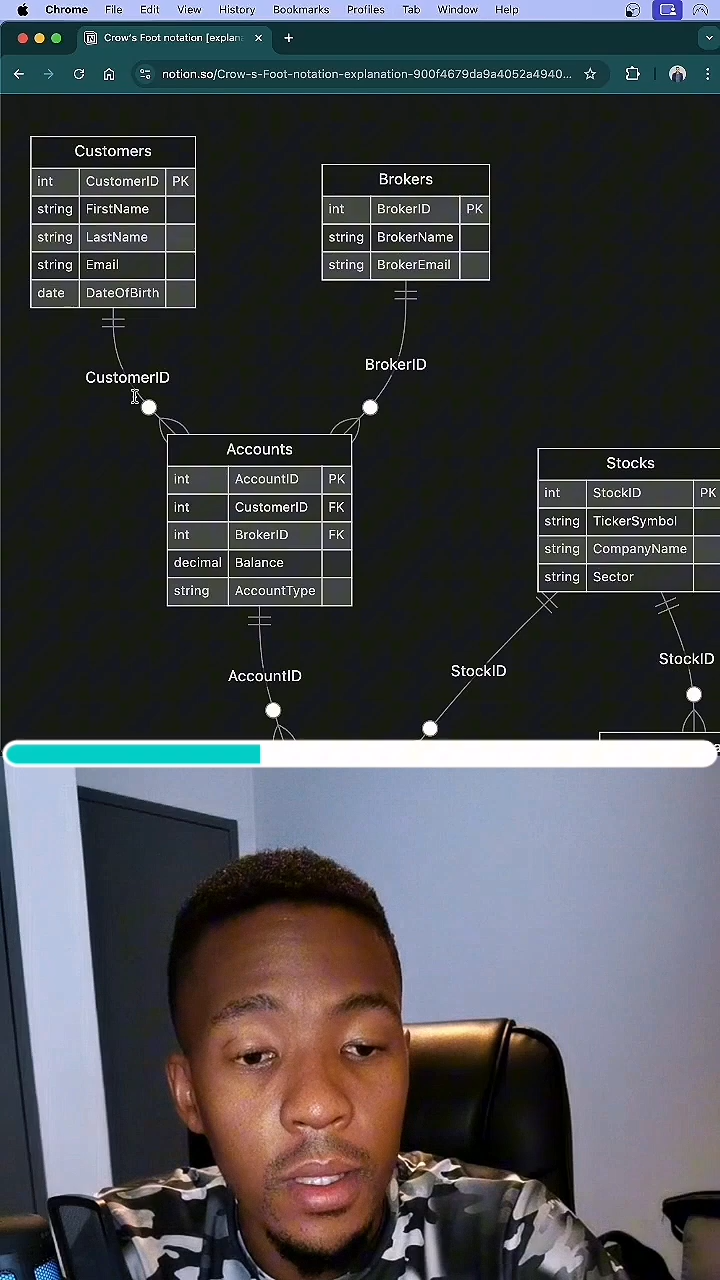 Chrome File Edit View History Bookmarks Profiles Tab Window Help
Crow's Foot notation [explan
notion.so/Crow-s-Foot-notation-explanation-900f4679da9a4052a4940...
Customers
int CustomerID PK
string FirstName
string LastName
string Email
date DateOfBirth
Brokers
int BrokerID PK
string BrokerName
string BrokerEmail
CustomerID
BrokerID
Accounts
int AccountID PK
int CustomerID FK
int BrokerID FK
decimal Balance
string AccountType
Stocks
int StockID PK
string TickerSymbol
string CompanyName
string Sector
AccountID
StockID
StockID